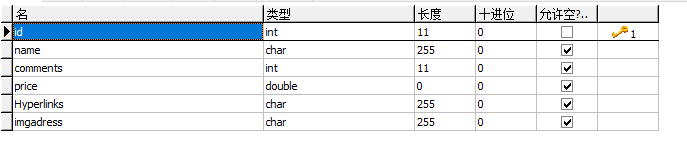 名 类型 长度 十进位 允许空?..
id int 11 0 1
name char 255 0
comments int 11 0
price double 0 0
Hyperlinks char 255 0
imgadress char 255 0